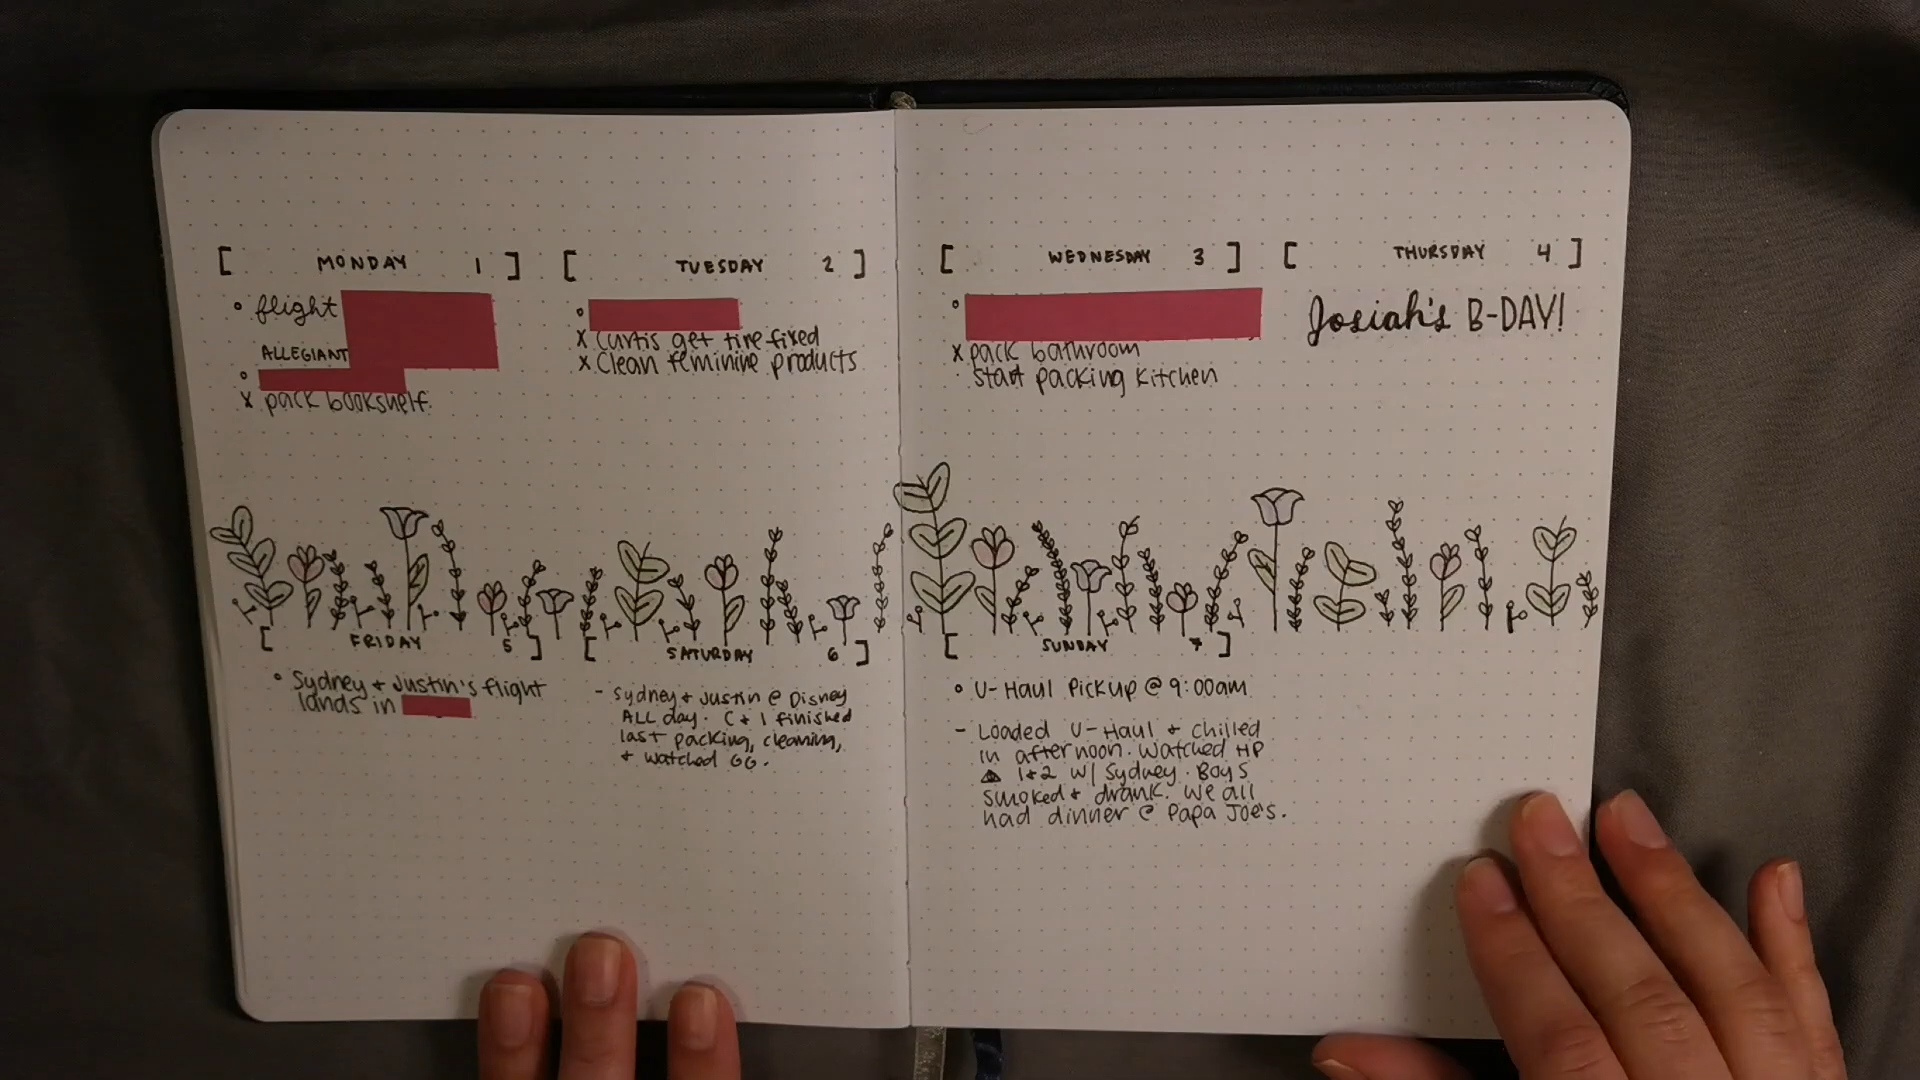 [ MONDAY 1 ]
° flight
ALLEGIANT
°
x pack bookshelf
[ TUESDAY 2 ]
°
x Curtis get tire fixed
x Clean feminine products
[ WEDNESDAY 3 ]
°
x pack bathroom
start packing kitchen
[ THURSDAY 4 ]
Josiah's B-DAY!
[ FRIDAY 5 ]
° Sydney + Justin's flight
lands in
[ SATURDAY 6 ]
- Sydney + Justin @ Disney
ALL day. C + I finished
last packing, cleaning,
+ watched GG.
[ SUNDAY 7 ]
° U-Haul Pickup @ 9:00am
- Loaded U-Haul + chilled
in afternoon. Watched HP
1+2 w/ Sydney. Boys
smoked + drank. We all
had dinner @ Papa Joe's.